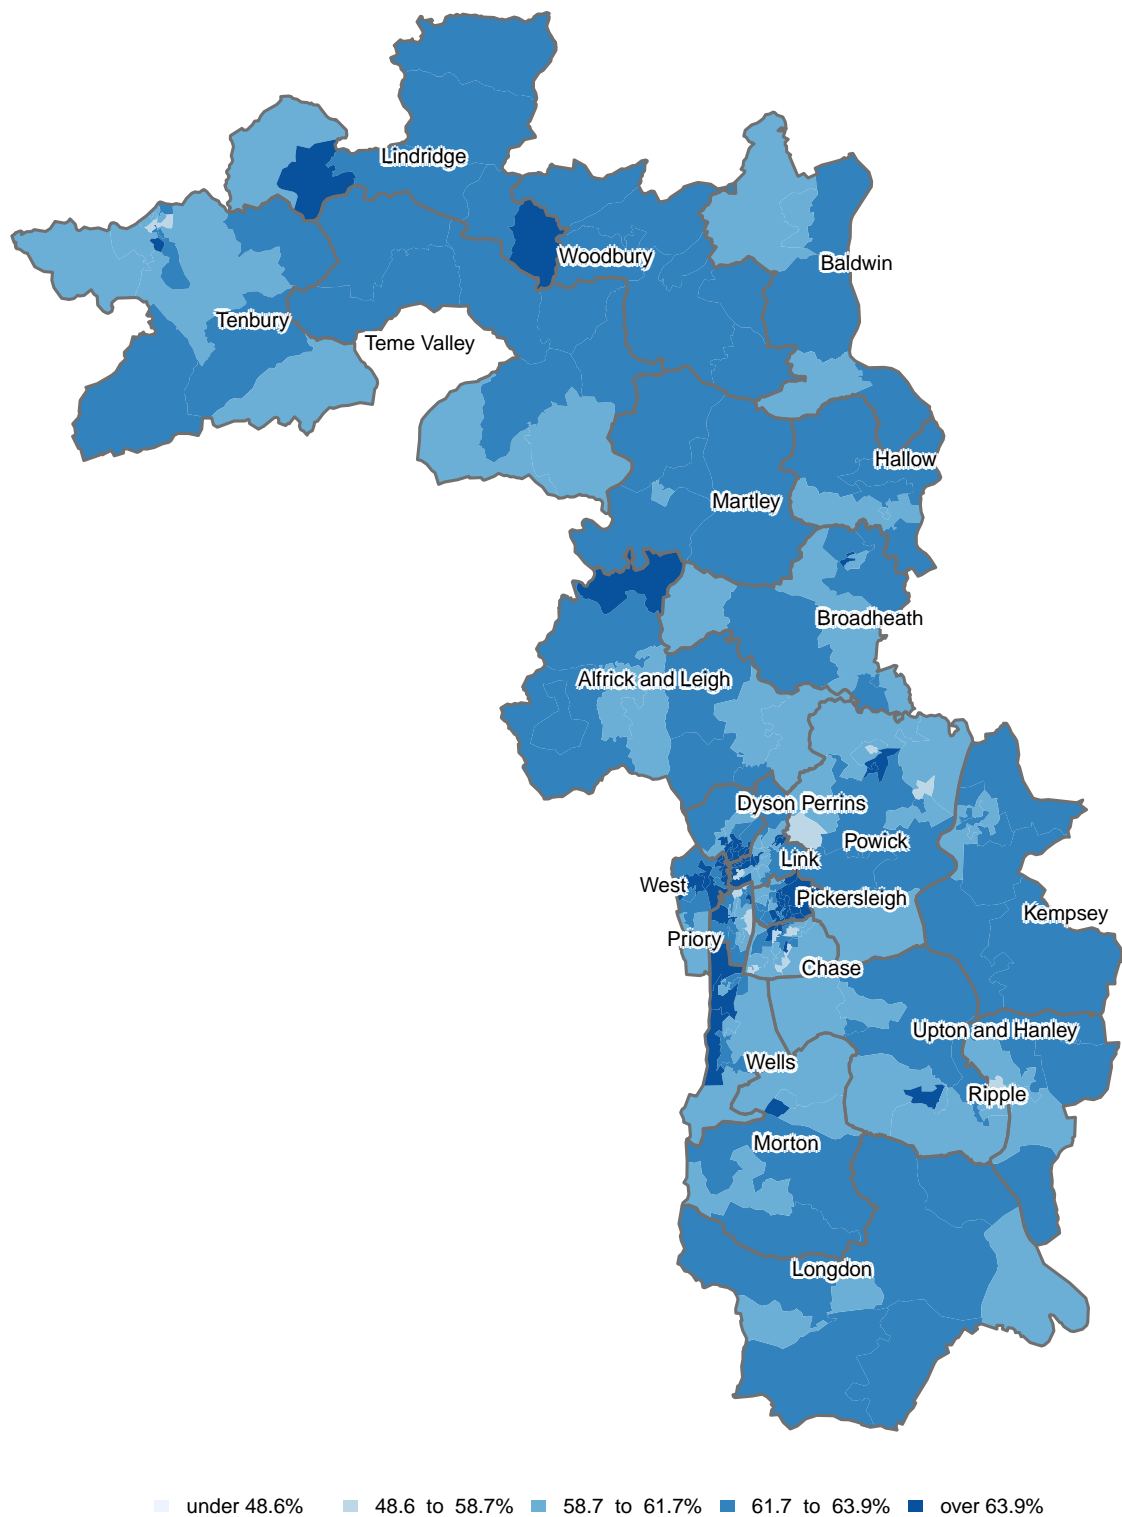 Lindridge
Woodbury
Baldwin
Tenbury
Teme Valley
Hallow
Martley
Broadheath
Alfrick and Leigh
Dyson Perrins
Powick
Link
West
Pickersleigh
Kempsey
Priory
Chase
Upton and Hanley
Wells
Ripple
Morton
Longdon
under 48.6% 48.6 to 58.7% 58.7 to 61.7% 61.7 to 63.9% over 63.9%